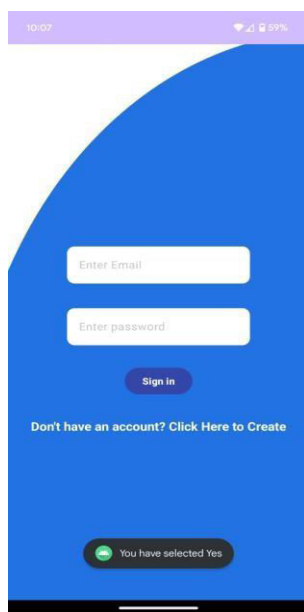 10:07 59%
Enter Email
Enter password
Sign in
Don't have an account? Click Here to Create
You have selected Yes